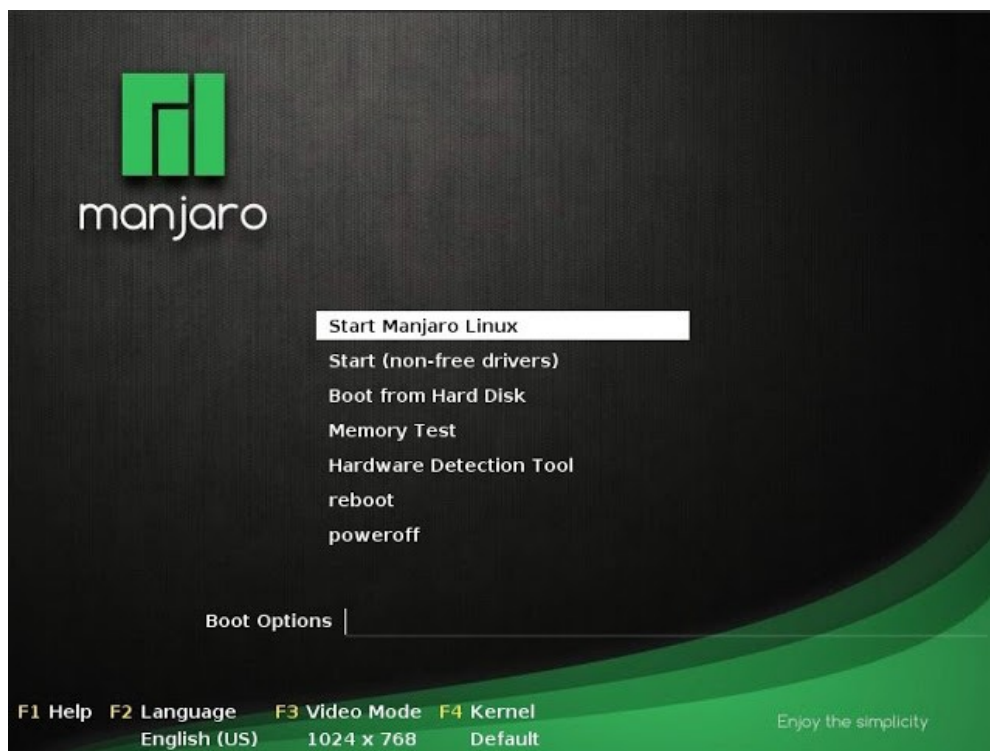 manjaro
Start Manjaro Linux
Start (non-free drivers)
Boot from Hard Disk
Memory Test
Hardware Detection Tool
reboot
poweroff
Boot Options
F1 Help F2 Language F3 Video Mode F4 Kernel
English (US) 1024 x 768 Default
Enjoy the simplicity